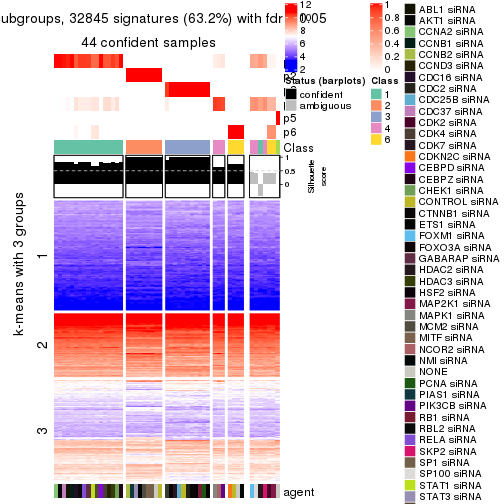 ubgroups, 32845 signatures (63.2%) with fdr 0.05
44 confident samples
p5
p6
Class
1
0.5
0
Silhouette
score
k-means with 3 groups
1
2
3
agent
12
10
8
6
4
2
1
0.8
0.6
0.4
0.2
0
Status (barplots)
confident
ambiguous
Class
1
2
3
4
6
ABL1 siRNA
AKT1 siRNA
CCNA2 siRNA
CCNB1 siRNA
CCNB2 siRNA
CCND3 siRNA
CDC16 siRNA
CDC2 siRNA
CDC25B siRNA
CDC37 siRNA
CDK2 siRNA
CDK4 siRNA
CDK7 siRNA
CDKN2C siRNA
CEBPD siRNA
CEBPZ siRNA
CHEK1 siRNA
CONTROL siRNA
CTNNB1 siRNA
ETS1 siRNA
FOXM1 siRNA
FOXO3A siRNA
GABARAP siRNA
HDAC2 siRNA
HDAC3 siRNA
HSF2 siRNA
MAP2K1 siRNA
MAPK1 siRNA
MCM2 siRNA
MITF siRNA
NCOR2 siRNA
NMI siRNA
NONE
PCNA siRNA
PIAS1 siRNA
PIK3CB siRNA
RB1 siRNA
RBL2 siRNA
RELA siRNA
SKP2 siRNA
SP1 siRNA
SP100 siRNA
STAT1 siRNA
STAT3 siRNA